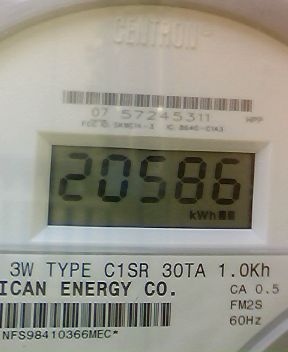 CENTRON
07 57245311 HPP
20586
kWh
3W TYPE C1SR 30TA 1.0Kh
ICAN ENERGY CO. CA 0.5
FM2S
NFS98410366MEC* 60Hz